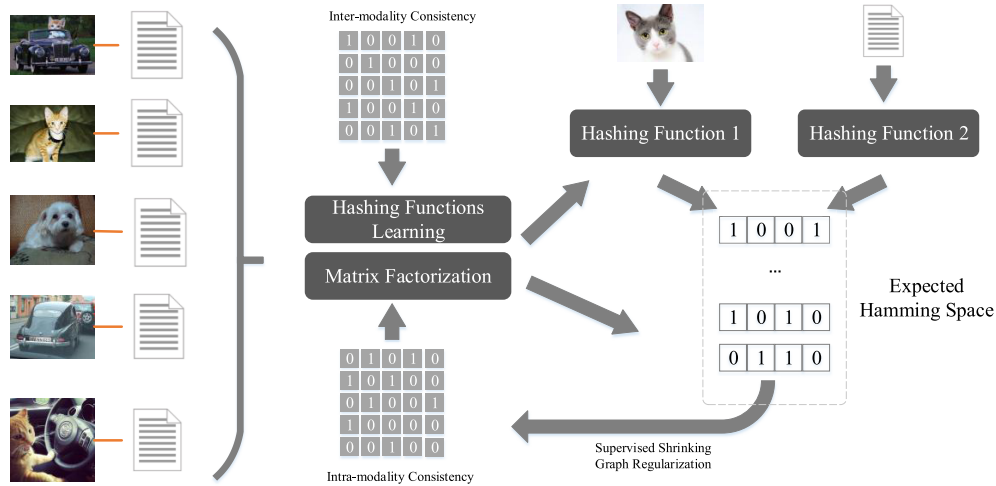 Inter-modality Consistency
1 0 0 1 0
0 1 0 0 0
0 0 1 0 1
1 0 0 1 0
0 0 1 0 1
Hashing Functions
Learning
Matrix Factorization
0 1 0 1 0
1 0 1 0 0
0 1 0 0 1
1 0 0 0 0
0 0 1 0 0
Intra-modality Consistency
Hashing Function 1
Hashing Function 2
1 0 0 1
...
1 0 1 0
0 1 1 0
Expected
Hamming Space
Supervised Shrinking
Graph Regularization